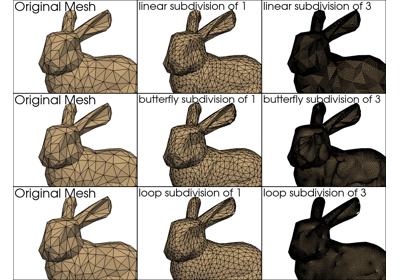 Original Mesh
linear subdivision of 1
linear subdivision of 3
Original Mesh
butterfly subdivision of 1
butterfly subdivision of 3
Original Mesh
loop subdivision of 1
loop subdivision of 3